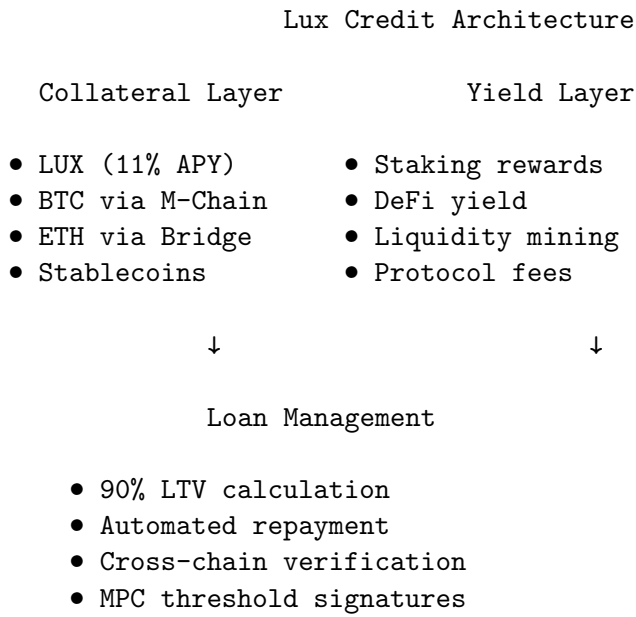 Lux Credit Architecture
Collateral Layer Yield Layer
• LUX (11% APY) • Staking rewards
• BTC via M-Chain • DeFi yield
• ETH via Bridge • Liquidity mining
• Stablecoins • Protocol fees
↓ ↓
Loan Management
• 90% LTV calculation
• Automated repayment
• Cross-chain verification
• MPC threshold signatures